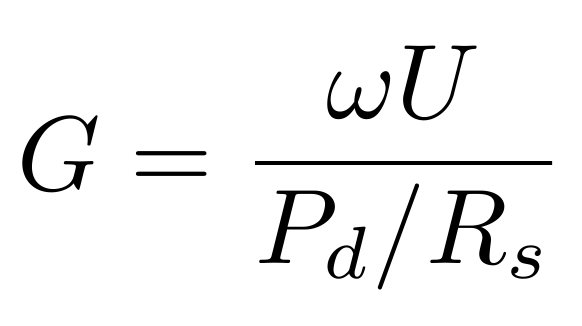 G = ωU / (P_d/R_s)